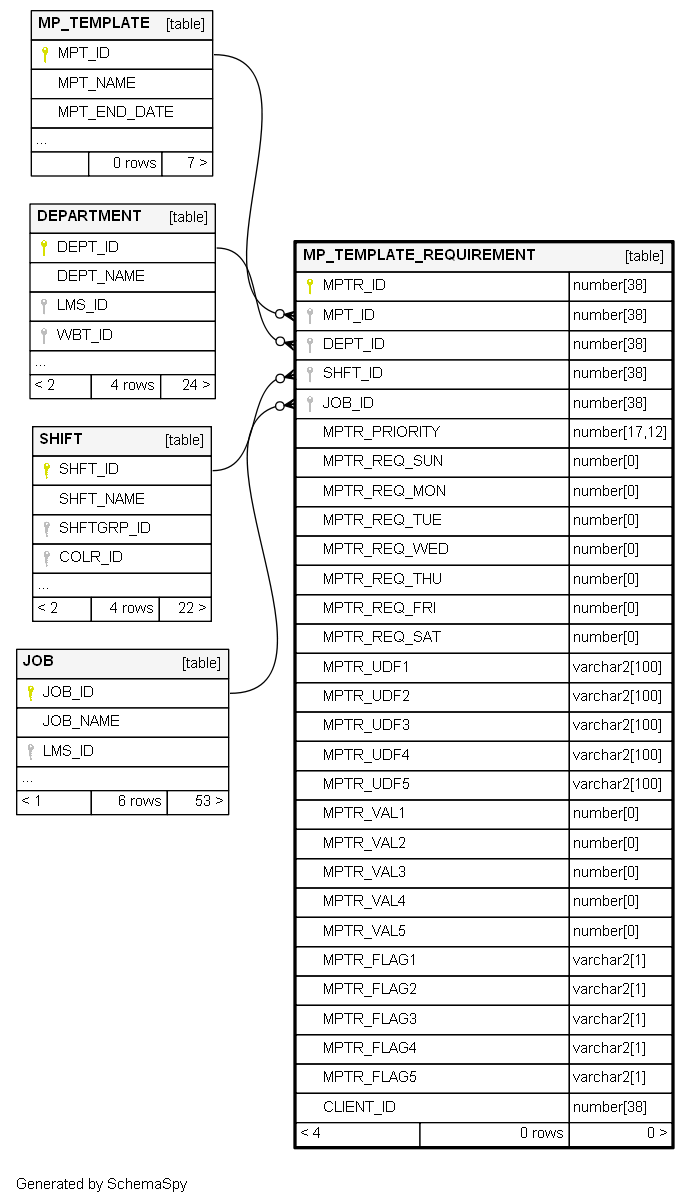 MP_TEMPLATE [table]
MPT_ID
MPT_NAME
MPT_END_DATE
...
0 rows 7 >
DEPARTMENT [table]
DEPT_ID
DEPT_NAME
LMS_ID
WBT_ID
...
< 2 4 rows 24 >
SHIFT [table]
SHFT_ID
SHFT_NAME
SHFTGRP_ID
COLR_ID
...
< 2 4 rows 22 >
JOB [table]
JOB_ID
JOB_NAME
LMS_ID
...
< 1 6 rows 53 >
MP_TEMPLATE_REQUIREMENT [table]
MPTR_ID number[38]
MPT_ID number[38]
DEPT_ID number[38]
SHFT_ID number[38]
JOB_ID number[38]
MPTR_PRIORITY number[17,12]
MPTR_REQ_SUN number[0]
MPTR_REQ_MON number[0]
MPTR_REQ_TUE number[0]
MPTR_REQ_WED number[0]
MPTR_REQ_THU number[0]
MPTR_REQ_FRI number[0]
MPTR_REQ_SAT number[0]
MPTR_UDF1 varchar2[100]
MPTR_UDF2 varchar2[100]
MPTR_UDF3 varchar2[100]
MPTR_UDF4 varchar2[100]
MPTR_UDF5 varchar2[100]
MPTR_VAL1 number[0]
MPTR_VAL2 number[0]
MPTR_VAL3 number[0]
MPTR_VAL4 number[0]
MPTR_VAL5 number[0]
MPTR_FLAG1 varchar2[1]
MPTR_FLAG2 varchar2[1]
MPTR_FLAG3 varchar2[1]
MPTR_FLAG4 varchar2[1]
MPTR_FLAG5 varchar2[1]
CLIENT_ID number[38]
< 4 0 rows 0 >
Generated by SchemaSpy